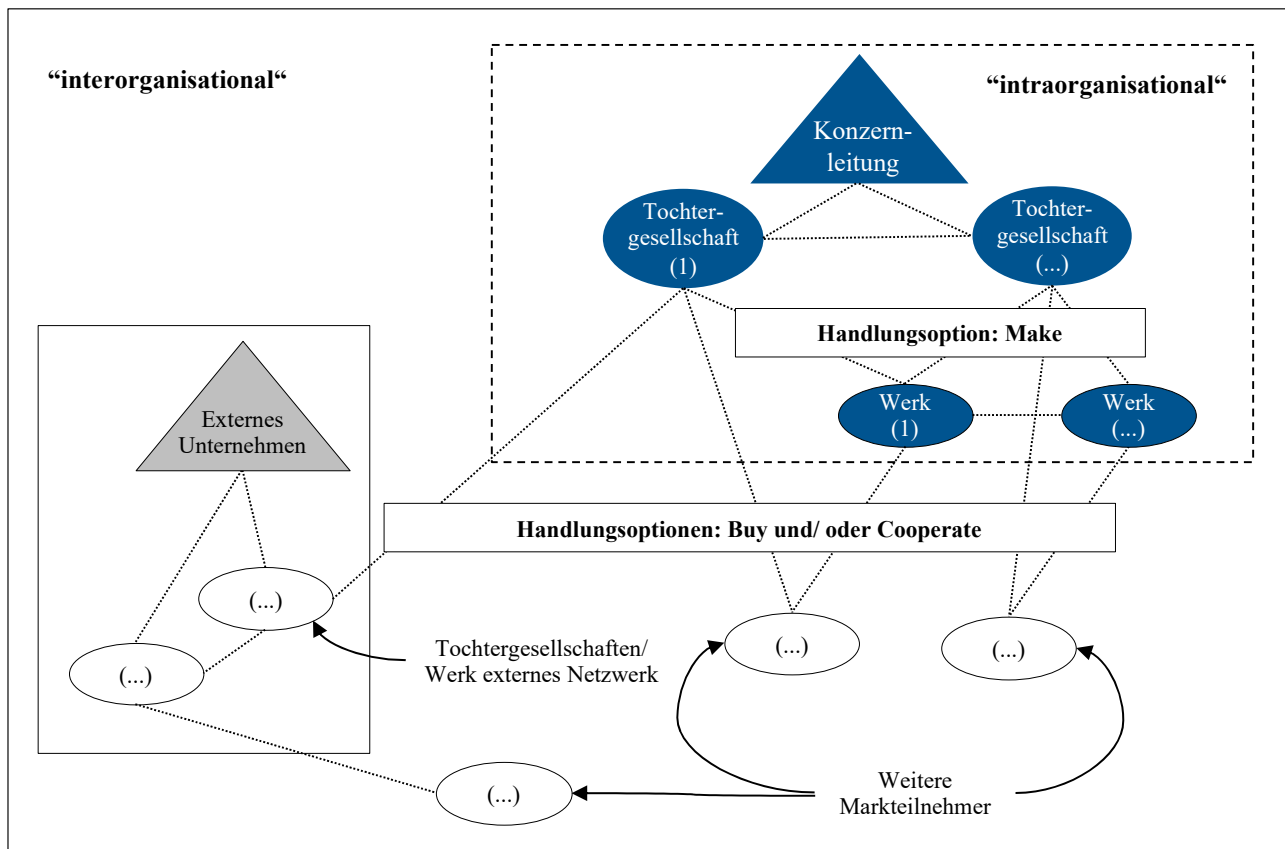 “interorganisational“
“intraorganisational“
Konzern-
leitung
Tochter-
gesellschaft
(1)
Tochter-
gesellschaft
(...)
Handlungsoption: Make
Werk
(1)
Werk
(...)
Externes
Unternehmen
Handlungsoptionen: Buy und/ oder Cooperate
(...)
(...)
Tochtergesellschaften/
Werk externes Netzwerk
(...)
(...)
(...)
Weitere
Markteilnehmer